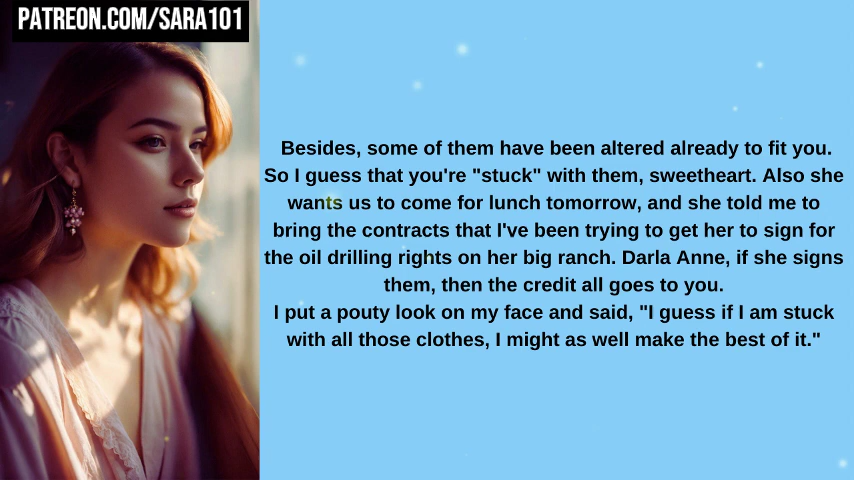 PATREON.COM/SARA101
Besides, some of them have been altered already to fit you.
So I guess that you're "stuck" with them, sweetheart. Also she
wants us to come for lunch tomorrow, and she told me to
bring the contracts that I've been trying to get her to sign for
the oil drilling rights on her big ranch. Darla Anne, if she signs
them, then the credit all goes to you.
I put a pouty look on my face and said, "I guess if I am stuck
with all those clothes, I might as well make the best of it."